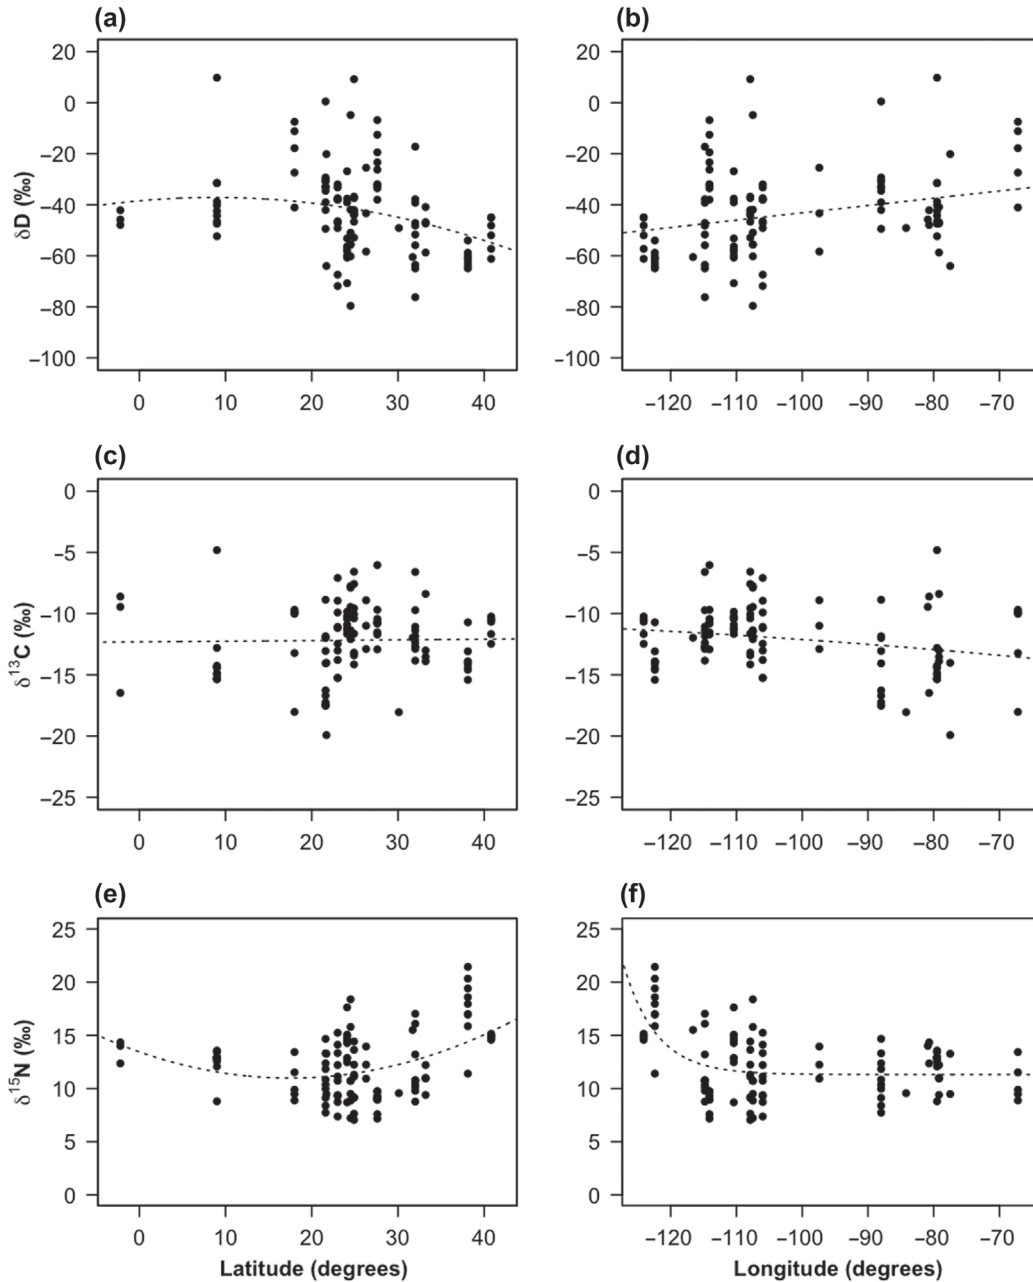 (a) (b)
20 20
0 0
−20 −20
δD (‰)
−40 −40
−60 −60
−80 −80
−100 −100
0 10 20 30 40 −120 −110 −100 −90 −80 −70
(c) (d)
0 0
−5 −5
−10 −10
δ¹³C (‰)
−15 −15
−20 −20
−25 −25
0 10 20 30 40 −120 −110 −100 −90 −80 −70
(e) (f)
25 25
20 20
15 15
δ¹⁵N (‰)
10 10
5 5
0 0
0 10 20 30 40 −120 −110 −100 −90 −80 −70
Latitude (degrees) Longitude (degrees)